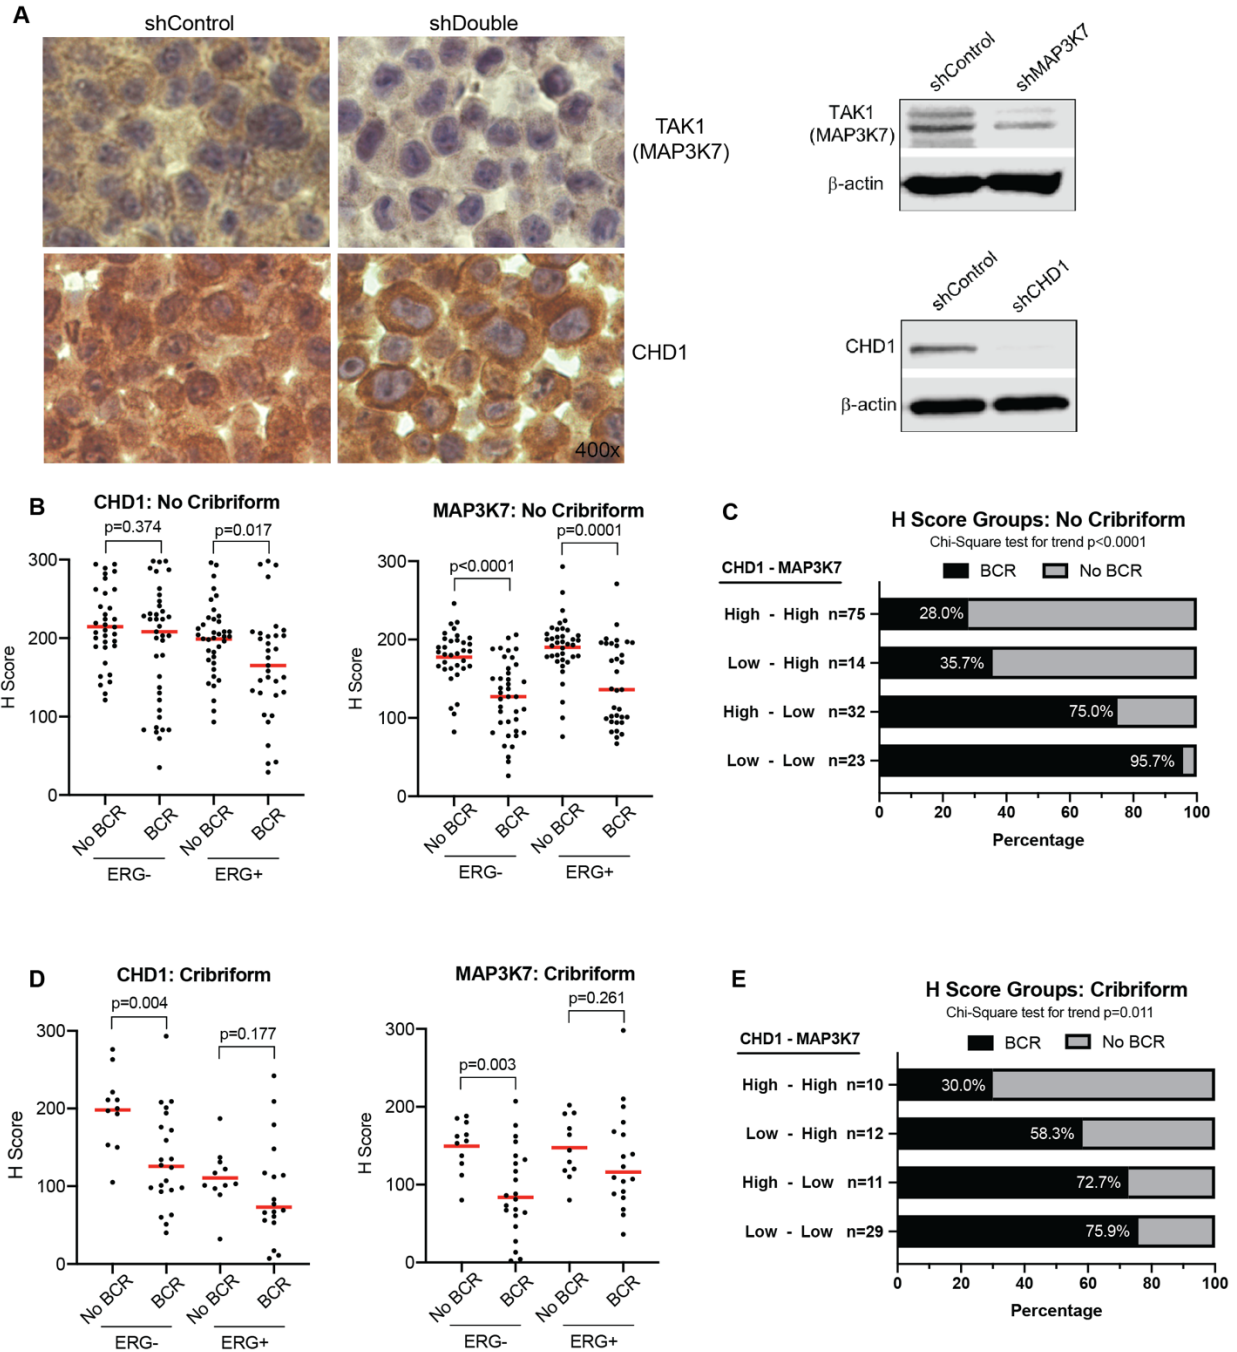 A
shControl shDouble
TAK1
(MAP3K7)
CHD1
400x
shControl shMAP3K7
TAK1
(MAP3K7)
β-actin
shControl shCHD1
CHD1
β-actin
B
CHD1: No Cribriform
p=0.374 p=0.017
300
200
100
0
H Score
No BCR BCR No BCR BCR
ERG- ERG+
MAP3K7: No Cribriform
p<0.0001 p=0.0001
300
200
100
0
H Score
No BCR BCR No BCR BCR
ERG- ERG+
C
H Score Groups: No Cribriform
Chi-Square test for trend p<0.0001
CHD1 - MAP3K7
BCR No BCR
High - High n=75 28.0%
Low - High n=14 35.7%
High - Low n=32 75.0%
Low - Low n=23 95.7%
0 20 40 60 80 100
Percentage
D
CHD1: Cribriform
p=0.004 p=0.177
300
200
100
0
H Score
No BCR BCR No BCR BCR
ERG- ERG+
MAP3K7: Cribriform
p=0.003 p=0.261
300
200
100
0
H Score
No BCR BCR No BCR BCR
ERG- ERG+
E
H Score Groups: Cribriform
Chi-Square test for trend p=0.011
CHD1 - MAP3K7
BCR No BCR
High - High n=10 30.0%
Low - High n=12 58.3%
High - Low n=11 72.7%
Low - Low n=29 75.9%
0 20 40 60 80 100
Percentage